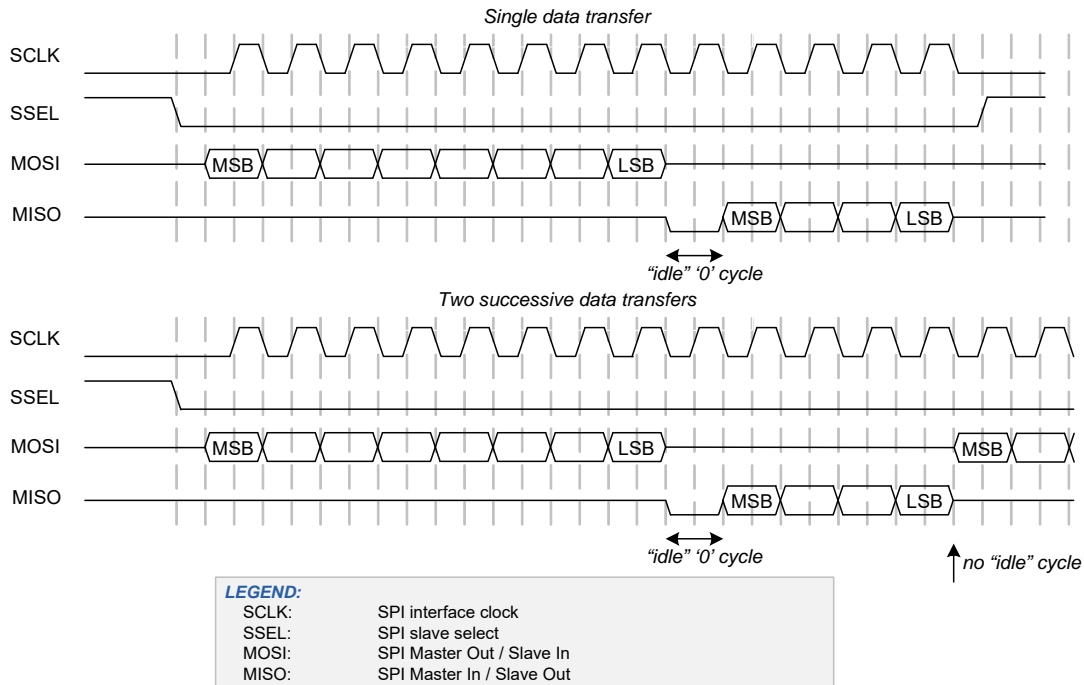 Single data transfer
SCLK
SSEL
MOSI MSB LSB
MISO MSB LSB
“idle” ‘0’ cycle
Two successive data transfers
SCLK
SSEL
MOSI MSB LSB MSB
MISO MSB LSB
“idle” ‘0’ cycle no “idle” cycle
LEGEND:
SCLK: SPI interface clock
SSEL: SPI slave select
MOSI: SPI Master Out / Slave In
MISO: SPI Master In / Slave Out